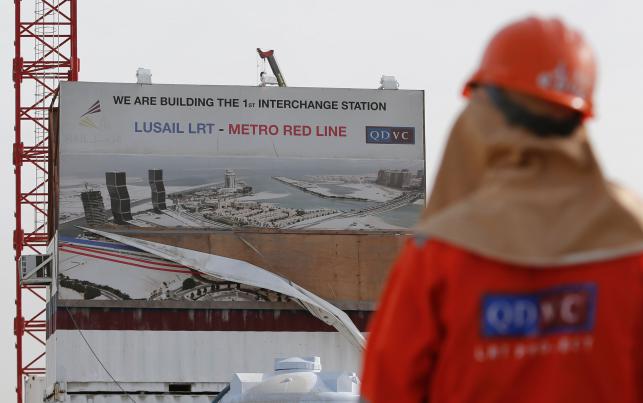 WE ARE BUILDING THE 1ST INTERCHANGE STATION
LUSAIL LRT - METRO RED LINE
QDVC
QDVC